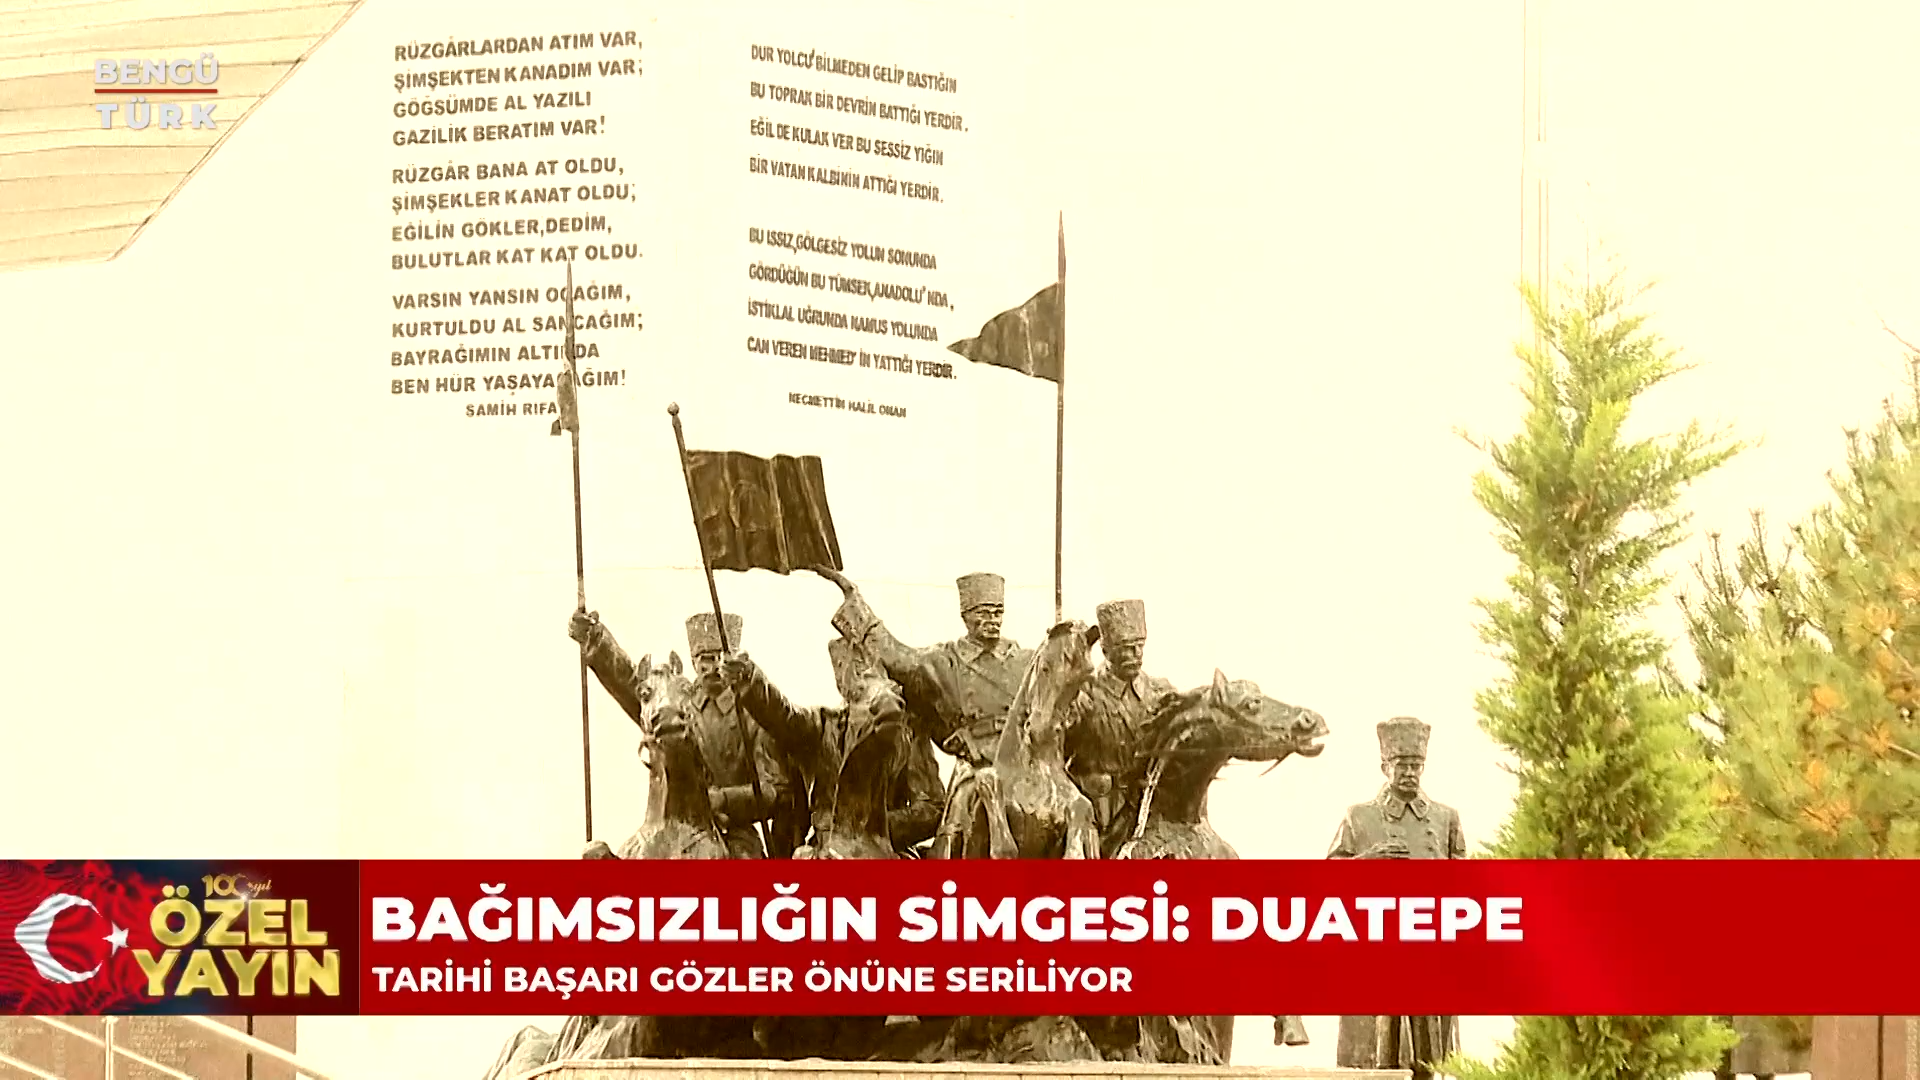 BENGÜ
TÜRK
RÜZGÂRLARDAN ATIM VAR,
ŞİMŞEKTEN KANADIM VAR;
GÖĞSÜMDE AL YAZILI
GAZİLİK BERATIM VAR!
RÜZGÂR BANA AT OLDU,
ŞİMŞEKLER KANAT OLDU;
EĞİLİN GÖKLER,DEDİM,
BULUTLAR KAT KAT OLDU.
VARSIN YANSIN OCAĞIM,
KURTULDU AL SANCAĞIM;
BAYRAĞIMIN ALTINDA
BEN HÜR YAŞAYACAĞIM!
SAMİH RIFA
DUR YOLCU' BİLMEDEN GELİP BASTIĞIN
BU TOPRAK BİR DEVRİN BATTIĞI YERDİR.
EĞİL DE KULAK VER BU SESSİZ YIĞIN
BİR VATAN KALBİNİN ATTIĞI YERDİR.
BU ISSIZ,GÖLGESİZ YOLUN SONUNDA
GÖRDÜĞÜN BU TÜMSEK,ANADOLU'NDA,
İSTİKLAL UĞRUNDA NAMUS YOLUNDA
CAN VEREN MEHMED'İN YATTIĞI YERDİR.
NECMETTİN HALİL ONAN
100.yıl
ÖZEL
YAYIN
BAĞIMSIZLIĞIN SİMGESİ: DUATEPE
TARİHİ BAŞARI GÖZLER ÖNÜNE SERİLİYOR